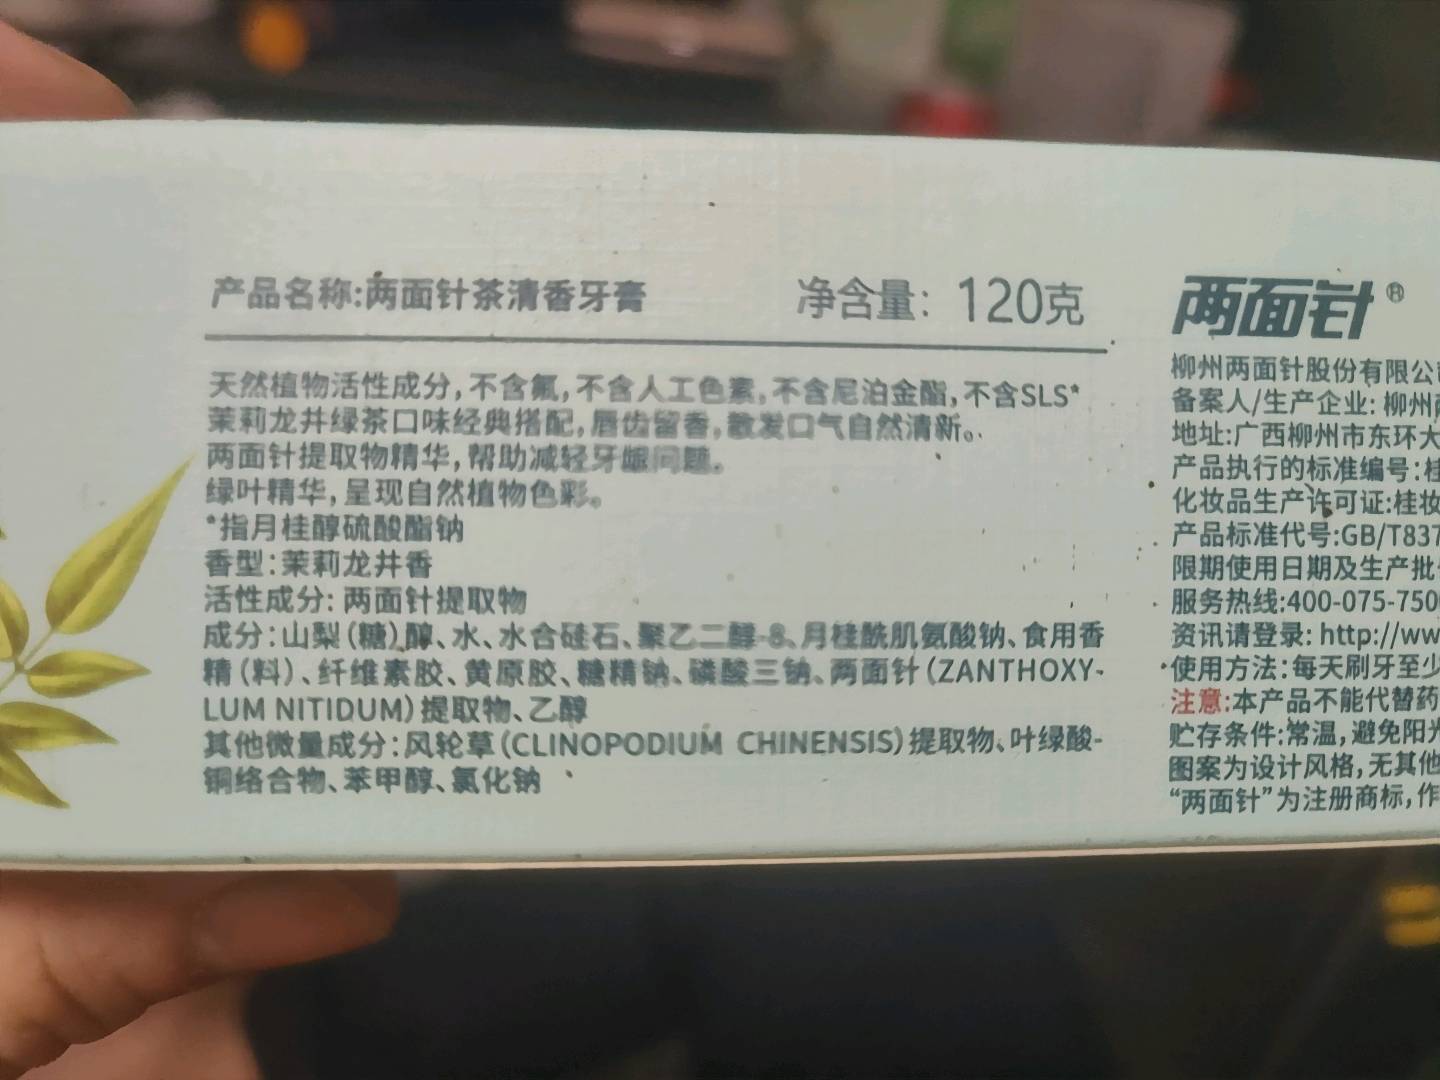 产品名称:两面针茶清香牙膏 净含量: 120克
天然植物活性成分,不含氟,不含人工色素,不含尼泊金酯,不含SLS*
茉莉龙井绿茶口味经典搭配,唇齿留香,散发口气自然清新。
两面针提取物精华,帮助减轻牙龈问题。
绿叶精华,呈现自然植物色彩。
*指月桂醇硫酸酯钠
香型:茉莉龙井香
活性成分: 两面针提取物
成分:山梨(糖)醇、水、水合硅石、聚乙二醇-8、月桂酰肌氨酸钠、食用香
精(料)、纤维素胶、黄原胶、糖精钠、磷酸三钠、两面针(ZANTHOXY-
LUM NITIDUM)提取物、乙醇
其他微量成分:风轮草(CLINOPODIUM CHINENSIS)提取物、叶绿酸-
铜络合物、苯甲醇、氯化钠
两面针®
柳州两面针股份有限公
备案人/生产企业: 柳州
地址:广西柳州市东环大
产品执行的标准编号:桂
化妆品生产许可证:桂妆
产品标准代号:GB/T837
限期使用日期及生产批
服务热线:400-075-750
资讯请登录: http://ww
使用方法:每天刷牙至少
注意:本产品不能代替药
贮存条件:常温,避免阳光
图案为设计风格,无其他
“两面针”为注册商标,作